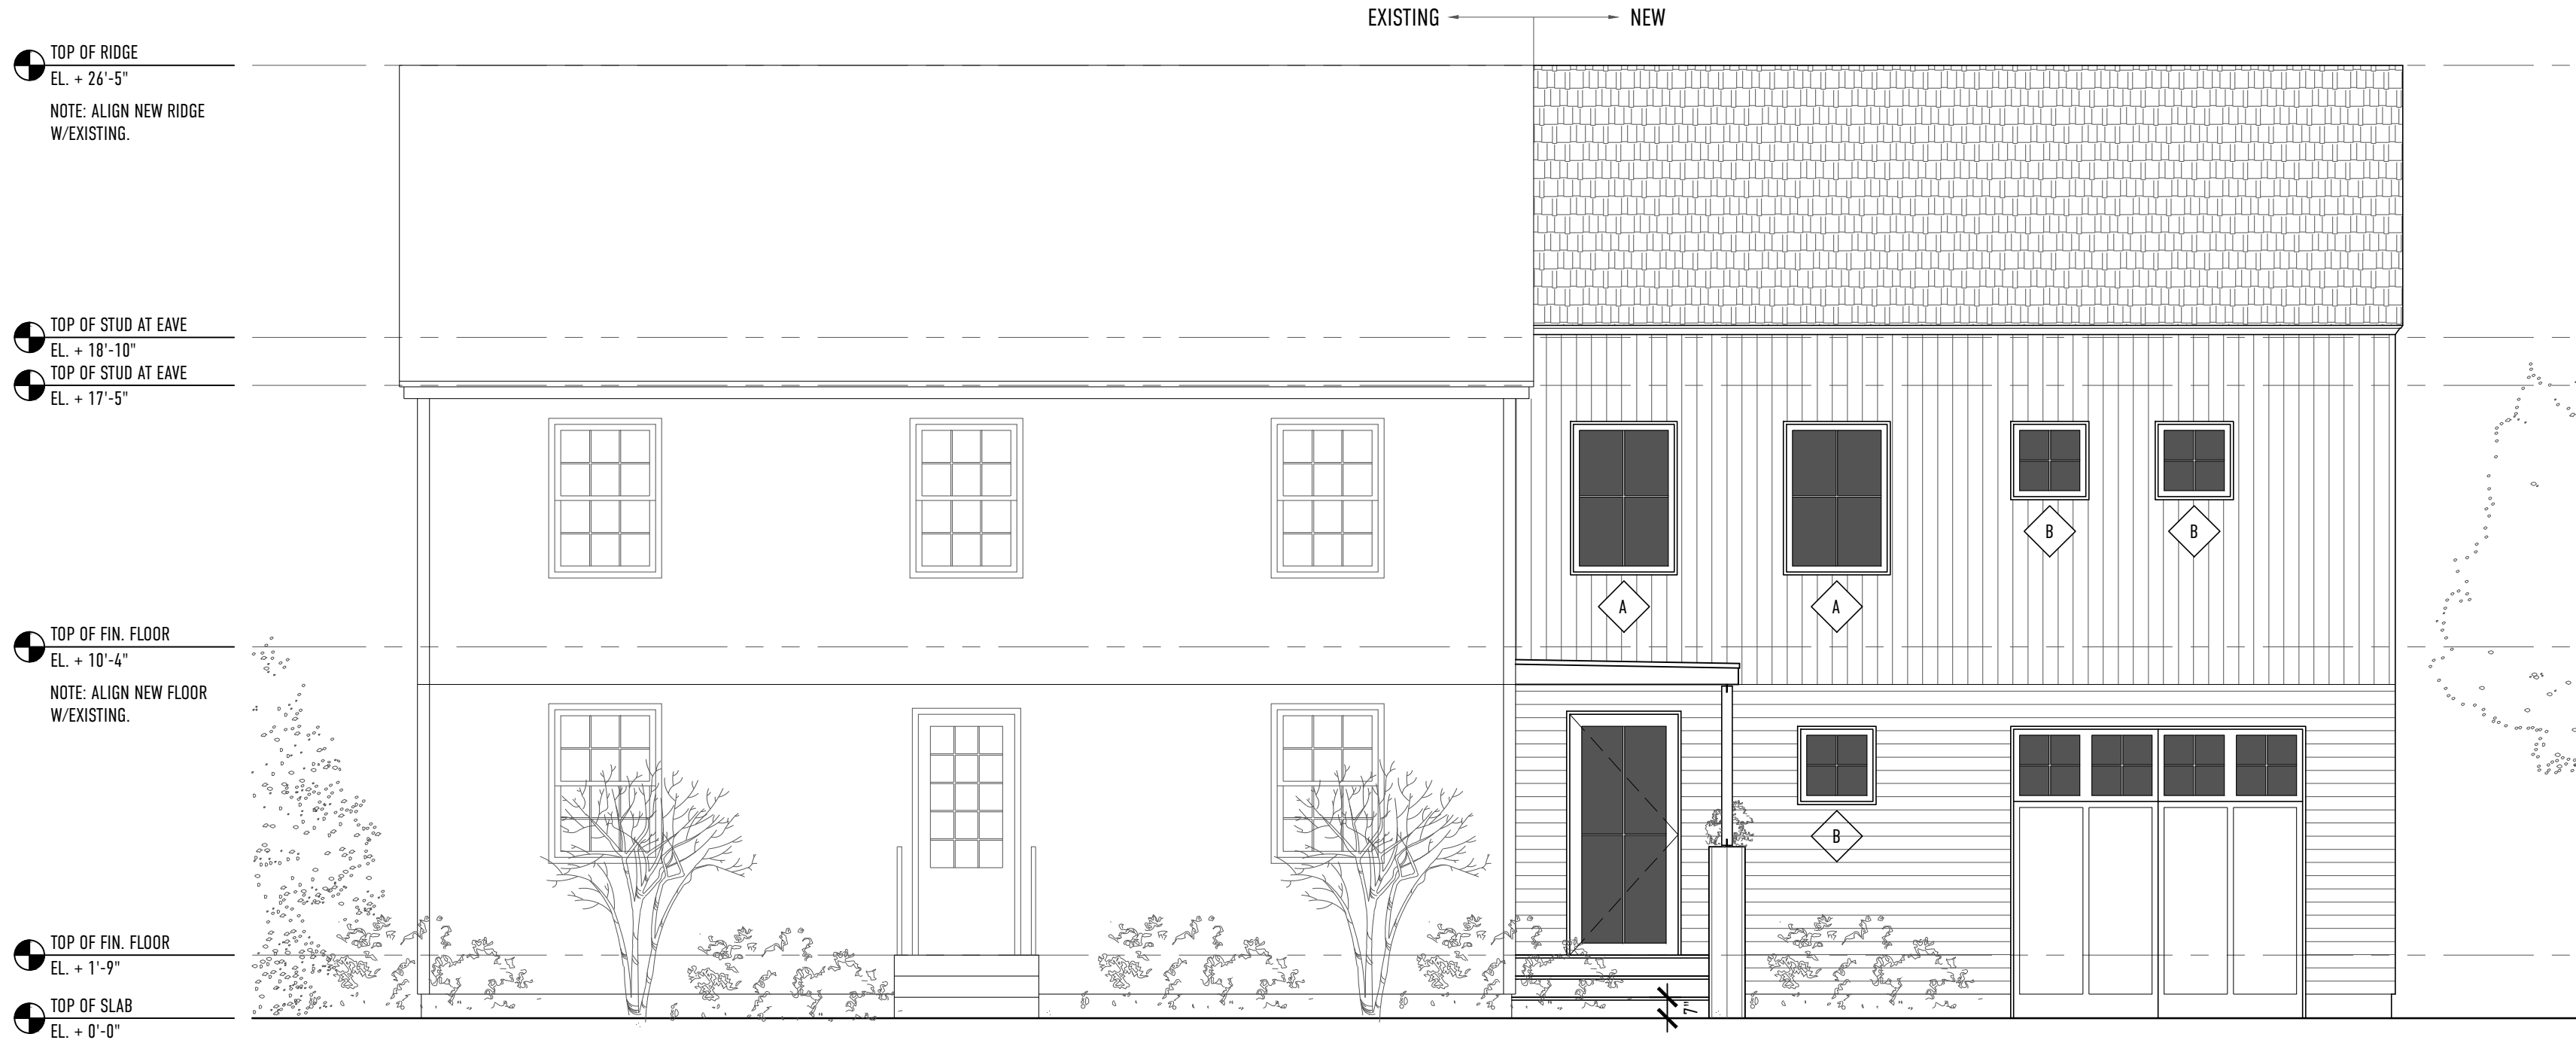 EXISTING NEW
TOP OF RIDGE
EL. + 26'-5"
NOTE: ALIGN NEW RIDGE
W/EXISTING.
TOP OF STUD AT EAVE
EL. + 18'-10"
TOP OF STUD AT EAVE
EL. + 17'-5"
B B
A A
TOP OF FIN. FLOOR
EL. + 10'-4"
NOTE: ALIGN NEW FLOOR
W/EXISTING.
B
TOP OF FIN. FLOOR
EL. + 1'-9"
TOP OF SLAB
EL. + 0'-0"
7"